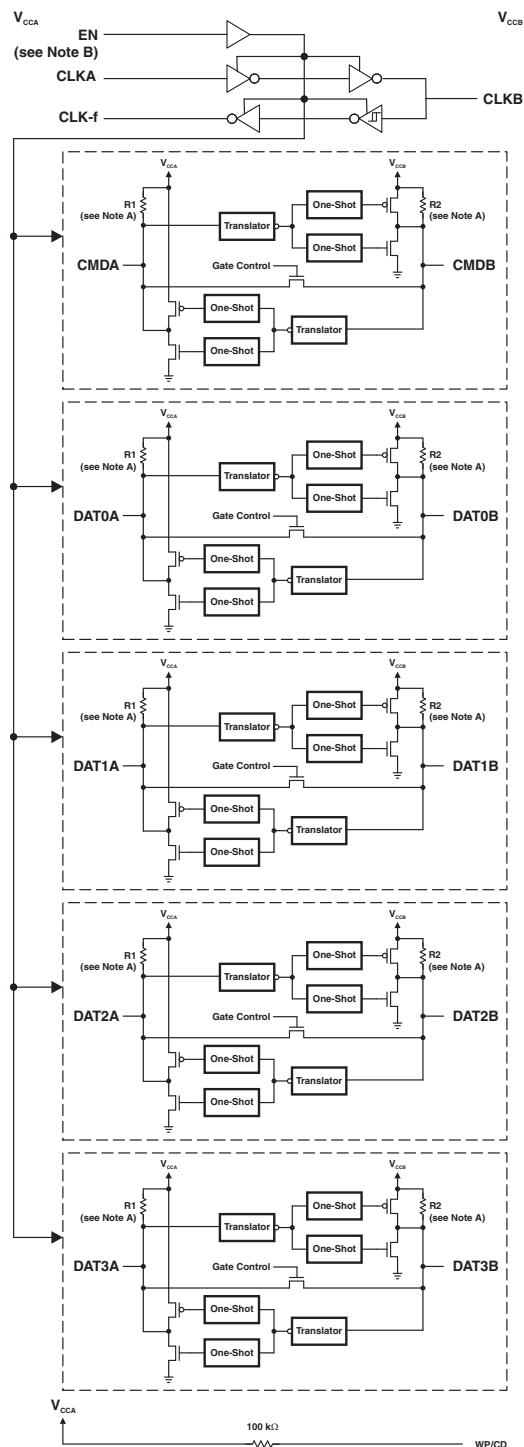 VCCA VCCB
EN
(see Note B)
CLKA
CLKB
CLK-f
VCCA VCCB
R1
(see Note A)
One-Shot
R2
(see Note A)
Translator
One-Shot
CMDA Gate Control CMDB
One-Shot
Translator
One-Shot
VCCA VCCB
R1
(see Note A)
One-Shot
R2
(see Note A)
Translator
One-Shot
DAT0A Gate Control DAT0B
One-Shot
Translator
One-Shot
VCCA VCCB
R1
(see Note A)
One-Shot
R2
(see Note A)
Translator
One-Shot
DAT1A Gate Control DAT1B
One-Shot
Translator
One-Shot
VCCA VCCB
R1
(see Note A)
One-Shot
R2
(see Note A)
Translator
One-Shot
DAT2A Gate Control DAT2B
One-Shot
Translator
One-Shot
VCCA VCCB
R1
(see Note A)
One-Shot
R2
(see Note A)
Translator
One-Shot
DAT3A Gate Control DAT3B
One-Shot
Translator
One-Shot
VCCA
100 kΩ
WP/CD